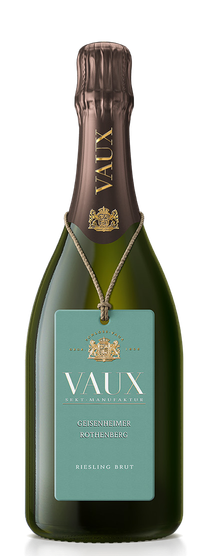 VAUX
VAUX
SEKT-MANUFAKTUR
GEISENHEIMER
ROTHENBERG
RIESLING BRUT